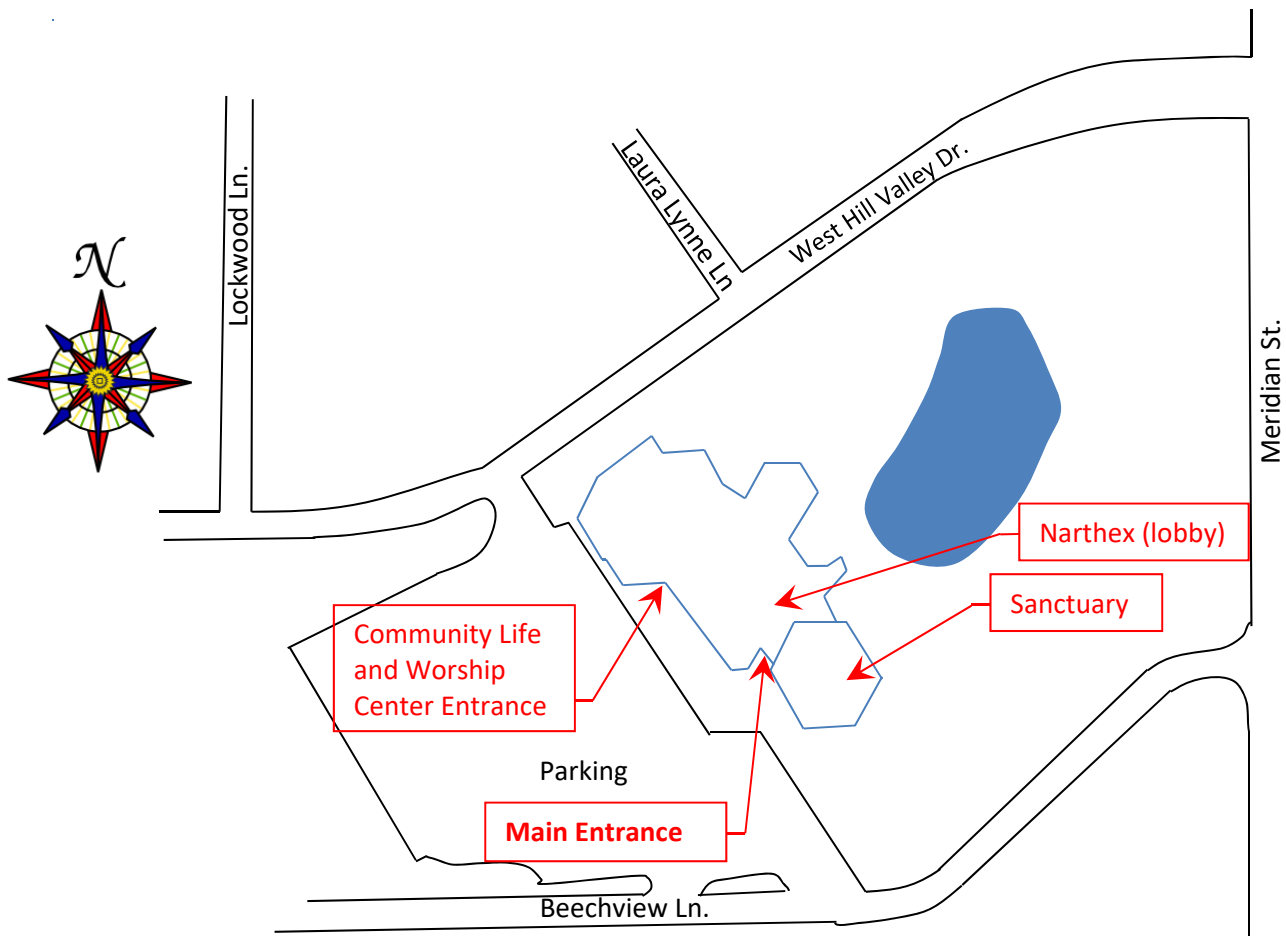 N
Lockwood Ln.
Laura Lynne Ln
West Hill Valley Dr.
Meridian St.
Narthex (lobby)
Sanctuary
Community Life
and Worship
Center Entrance
Parking
Main Entrance
Beechview Ln.